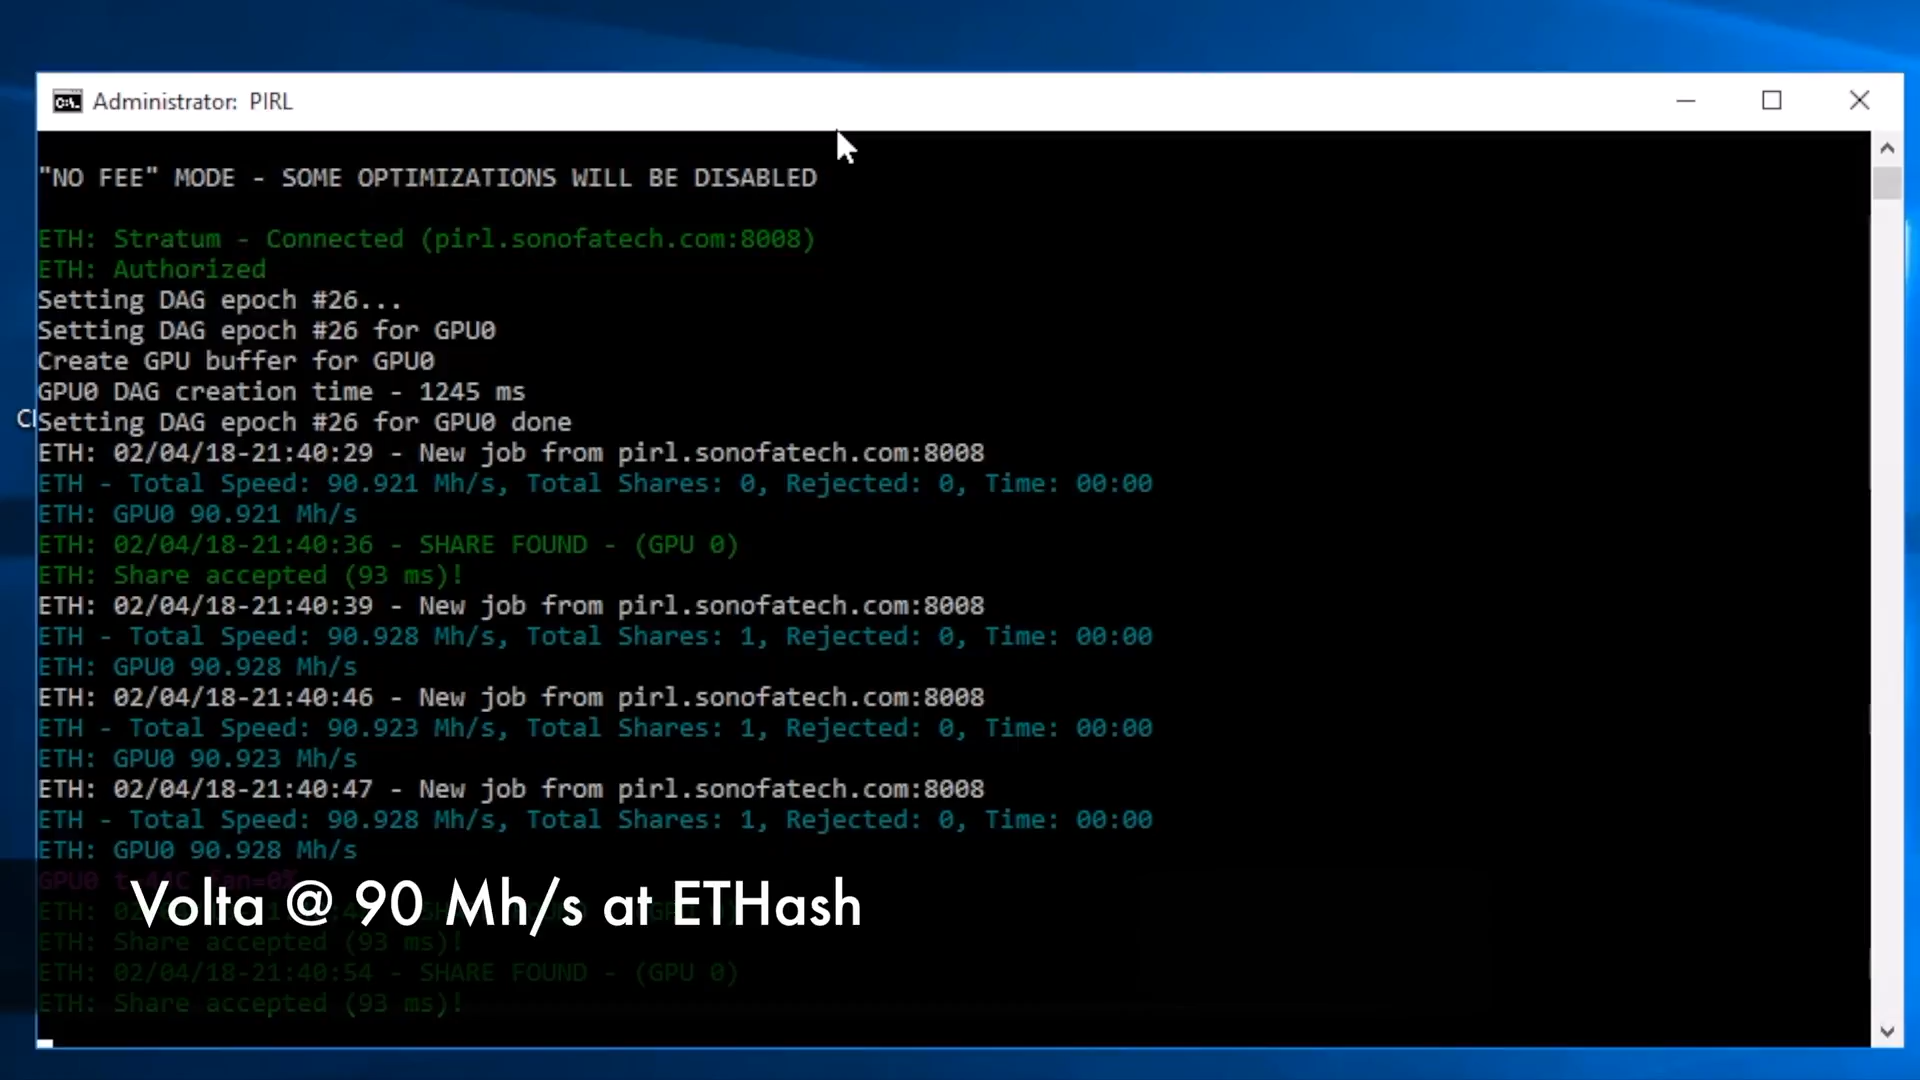 Administrator: PIRL
"NO FEE" MODE - SOME OPTIMIZATIONS WILL BE DISABLED
ETH: Stratum - Connected (pirl.sonofatech.com:8008)
ETH: Authorized
Setting DAG epoch #26...
Setting DAG epoch #26 for GPU0
Create GPU buffer for GPU0
GPU0 DAG creation time - 1245 ms
Setting DAG epoch #26 for GPU0 done
ETH: 02/04/18-21:40:29 - New job from pirl.sonofatech.com:8008
ETH - Total Speed: 90.921 Mh/s, Total Shares: 0, Rejected: 0, Time: 00:00
ETH: GPU0 90.921 Mh/s
ETH: 02/04/18-21:40:36 - SHARE FOUND - (GPU 0)
ETH: Share accepted (93 ms)!
ETH: 02/04/18-21:40:39 - New job from pirl.sonofatech.com:8008
ETH - Total Speed: 90.928 Mh/s, Total Shares: 1, Rejected: 0, Time: 00:00
ETH: GPU0 90.928 Mh/s
ETH: 02/04/18-21:40:46 - New job from pirl.sonofatech.com:8008
ETH - Total Speed: 90.923 Mh/s, Total Shares: 1, Rejected: 0, Time: 00:00
ETH: GPU0 90.923 Mh/s
ETH: 02/04/18-21:40:47 - New job from pirl.sonofatech.com:8008
ETH - Total Speed: 90.928 Mh/s, Total Shares: 1, Rejected: 0, Time: 00:00
ETH: GPU0 90.928 Mh/s
GPU0
Volta @ 90 Mh/s at ETHash
ETH:
ETH: Share accepted (93 ms)!
ETH: 02/04/18-21:40:54 - SHARE FOUND - (GPU 0)
ETH: Share accepted (93 ms)!